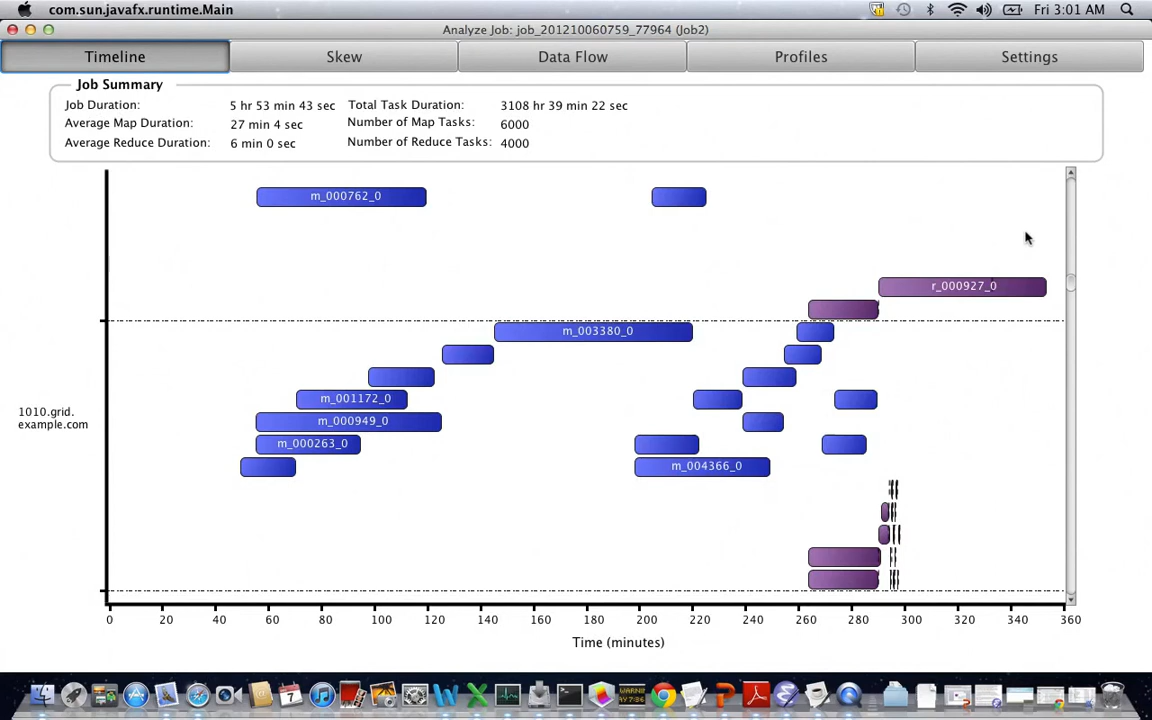 com.sun.javafx.runtime.Main
Fri 3:01 AM
Analyze Job: job_201210060759_77964 (Job2)
Timeline
Skew
Data Flow
Profiles
Settings
Job Summary
Job Duration: 5 hr 53 min 43 sec Total Task Duration: 3108 hr 39 min 22 sec
Average Map Duration: 27 min 4 sec Number of Map Tasks: 6000
Average Reduce Duration: 6 min 0 sec Number of Reduce Tasks: 4000
m_000762_0
r_000927_0
m_003380_0
m_001172_0
1010.grid.
example.com
m_000949_0
m_000263_0
m_004366_0
0 20 40 60 80 100 120 140 160 180 200 220 240 260 280 300 320 340 360
Time (minutes)
7